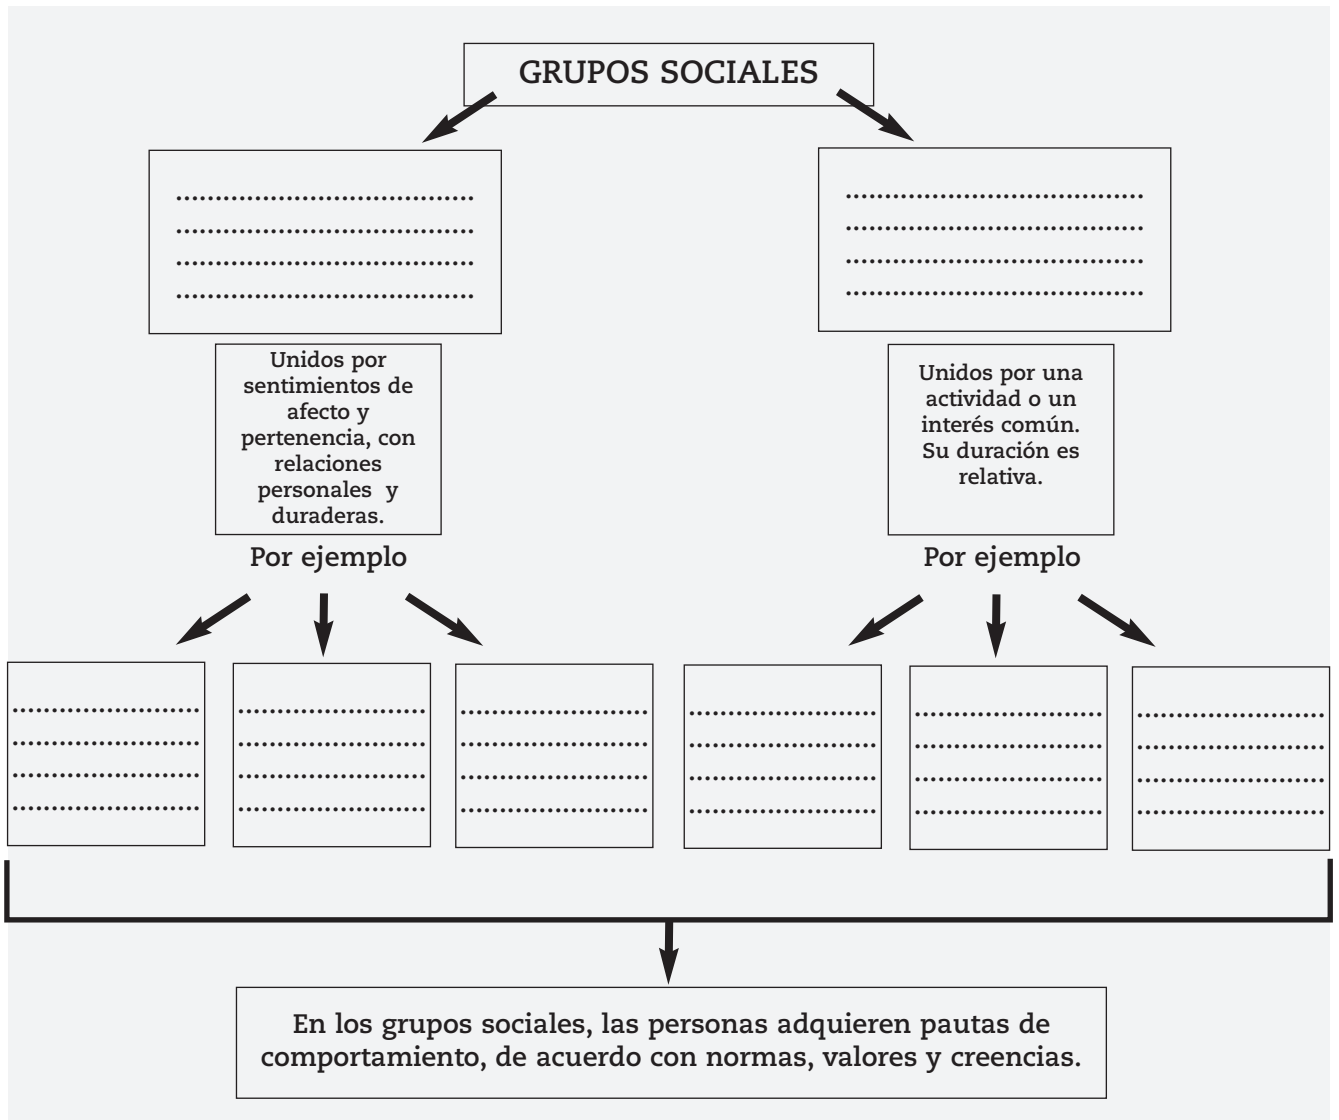 GRUPOS SOCIALES
Unidos por
sentimientos de
afecto y
pertenencia, con
relaciones
personales y
duraderas.
Por ejemplo
Unidos por una
actividad o un
interés común.
Su duración es
relativa.
Por ejemplo
En los grupos sociales, las personas adquieren pautas de
comportamiento, de acuerdo con normas, valores y creencias.